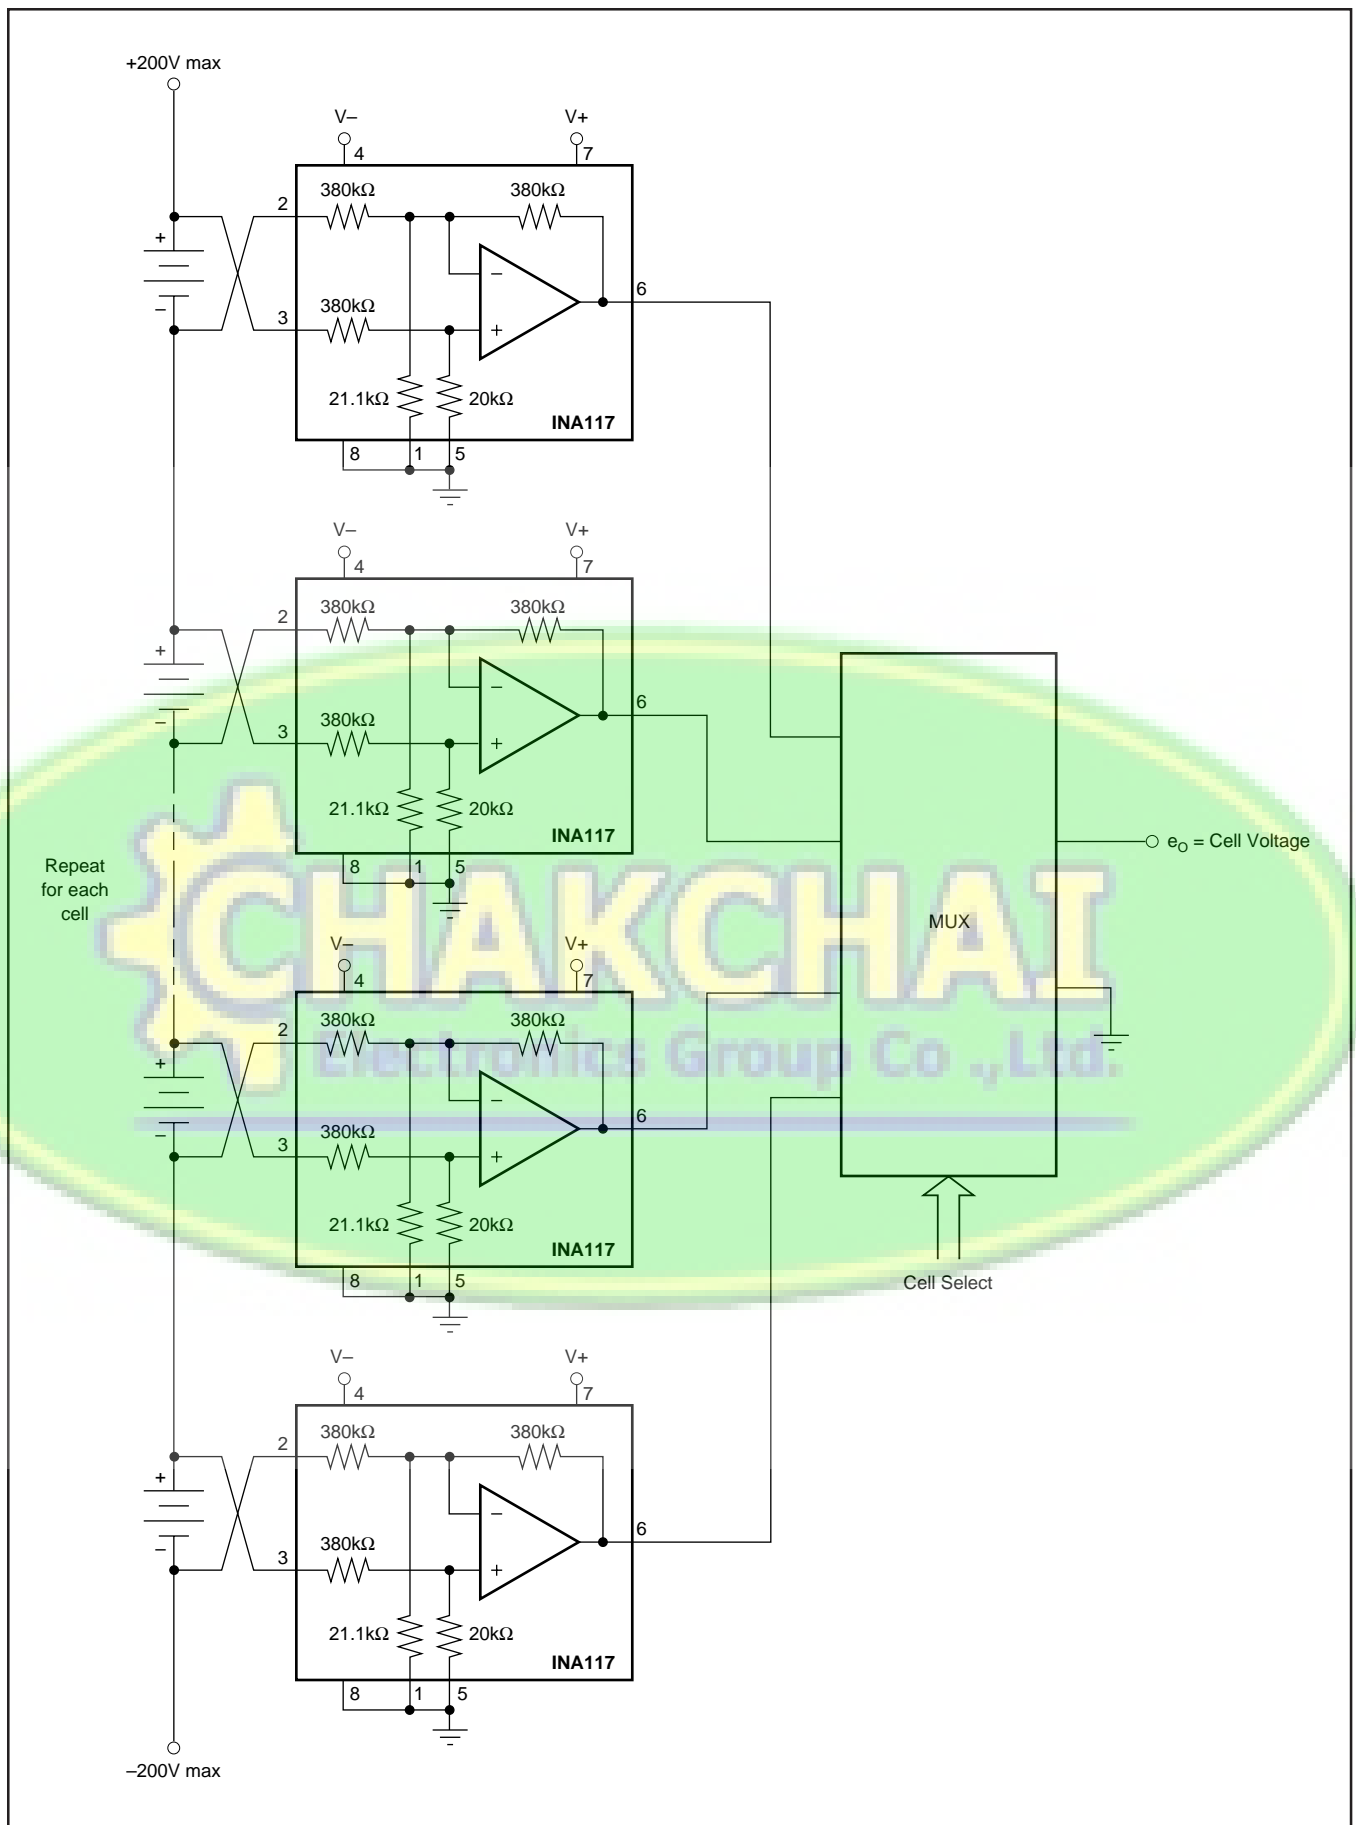 +200V max
V–
V+
4
7
2
380kΩ
380kΩ
+
–
–
6
3
380kΩ
+
21.1kΩ
20kΩ
INA117
8
1
5
V–
V+
4
7
2
380kΩ
380kΩ
+
–
–
6
3
380kΩ
+
21.1kΩ
20kΩ
INA117
8
1
5
Repeat
for each
cell
eO = Cell Voltage
MUX
CHAKCHAI
Electronics Group Co .,Ltd.
V–
V+
4
7
2
380kΩ
380kΩ
+
–
–
6
3
380kΩ
+
21.1kΩ
20kΩ
INA117
8
1
5
Cell Select
V–
V+
4
7
2
380kΩ
380kΩ
+
–
–
6
3
380kΩ
+
21.1kΩ
20kΩ
INA117
8
1
5
–200V max